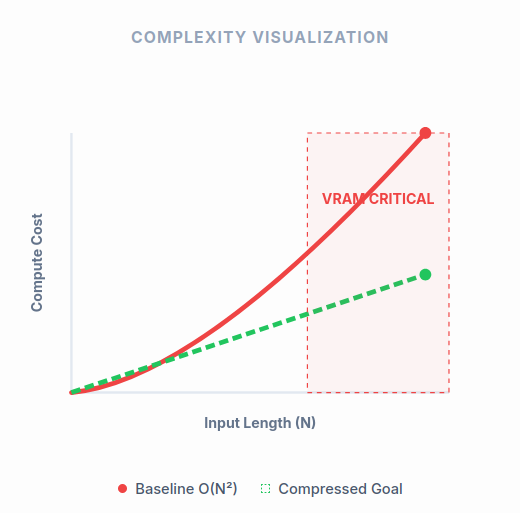 COMPLEXITY VISUALIZATION
VRAM CRITICAL
Compute Cost
Input Length (N)
Baseline O(N²)
Compressed Goal